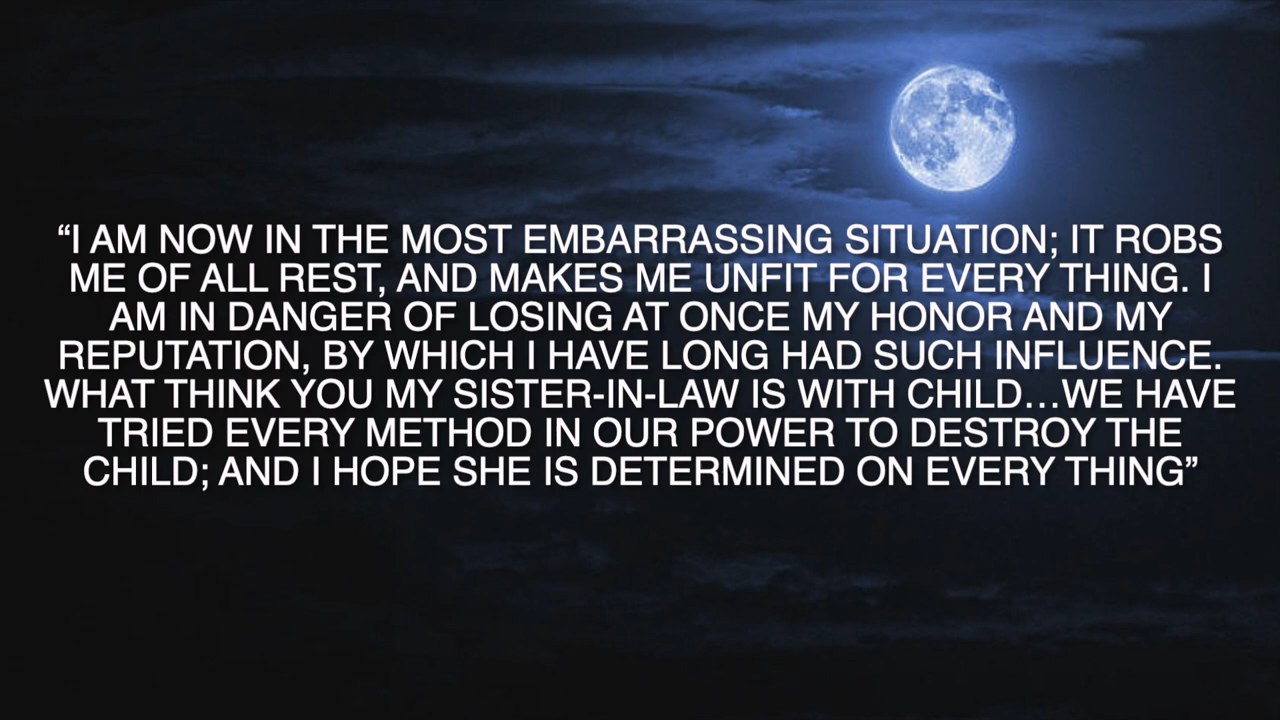 “I AM NOW IN THE MOST EMBARRASSING SITUATION; IT ROBS
ME OF ALL REST, AND MAKES ME UNFIT FOR EVERY THING. I
AM IN DANGER OF LOSING AT ONCE MY HONOR AND MY
REPUTATION, BY WHICH I HAVE LONG HAD SUCH INFLUENCE.
WHAT THINK YOU MY SISTER-IN-LAW IS WITH CHILD…WE HAVE
TRIED EVERY METHOD IN OUR POWER TO DESTROY THE
CHILD; AND I HOPE SHE IS DETERMINED ON EVERY THING”